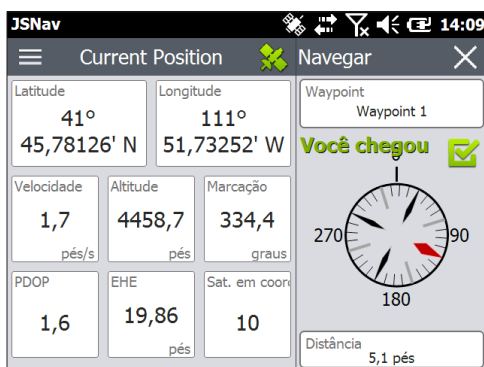 JSNav 14:09
Current Position
Latitude
41°
45,78126' N
Longitude
111°
51,73252' W
Velocidade
1,7
pés/s
Altitude
4458,7
pés
Marcação
334,4
graus
PDOP
1,6
EHE
19,86
pés
Sat. em coor
10
Navegar
Waypoint
Waypoint 1
Você chegou
0
270
90
180
Distância
5,1 pés